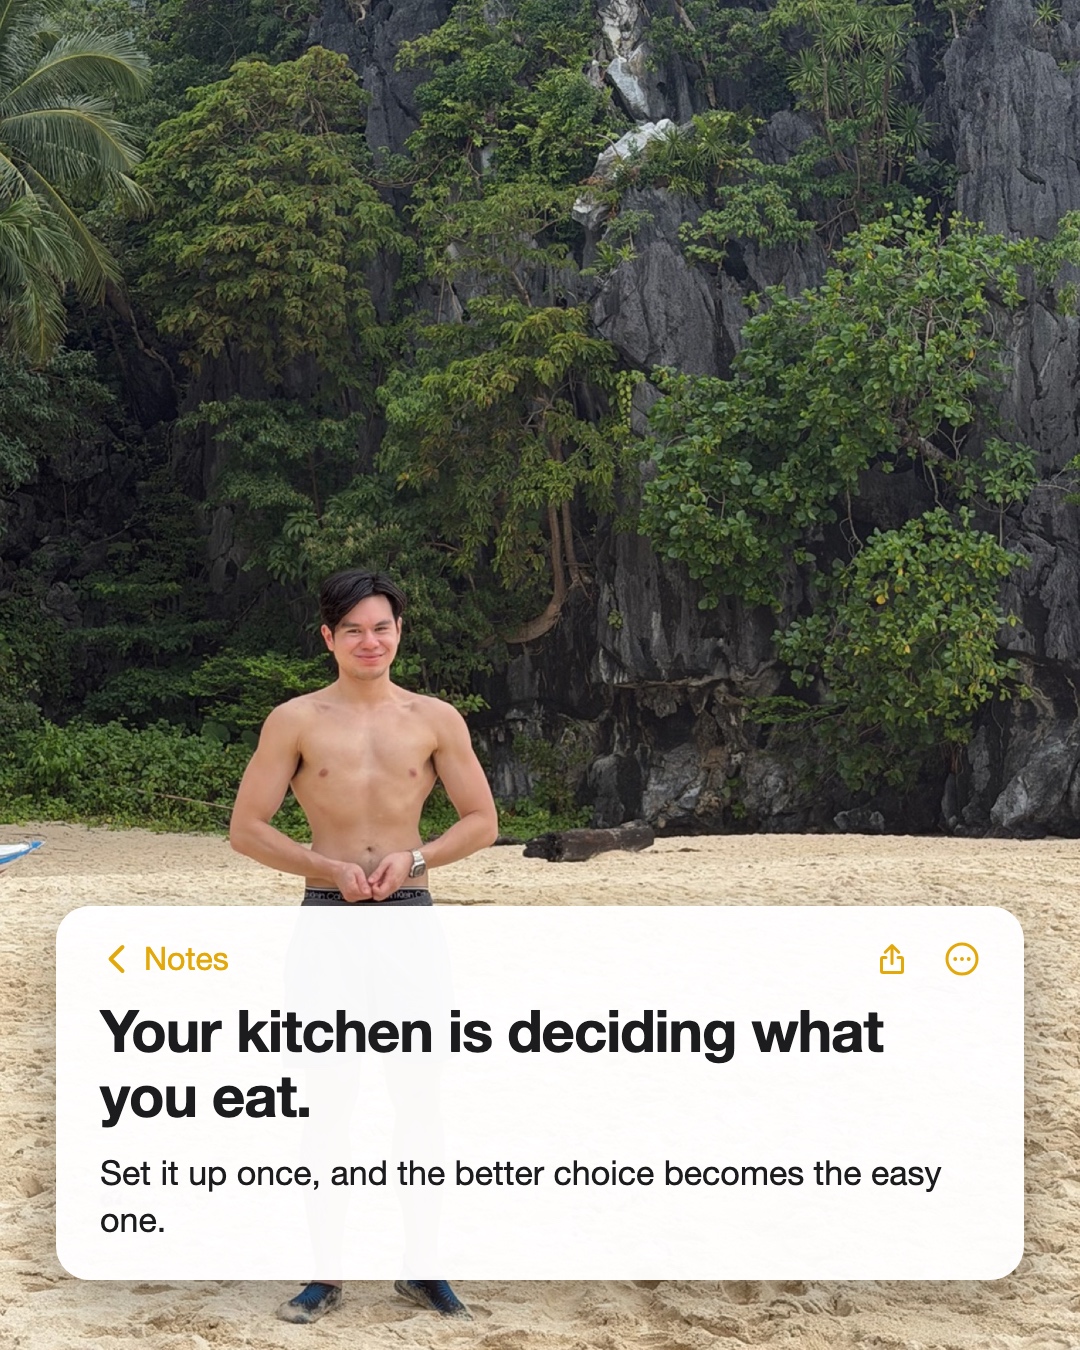 Notes
Your kitchen is deciding what
you eat.
Set it up once, and the better choice becomes the easy
one.